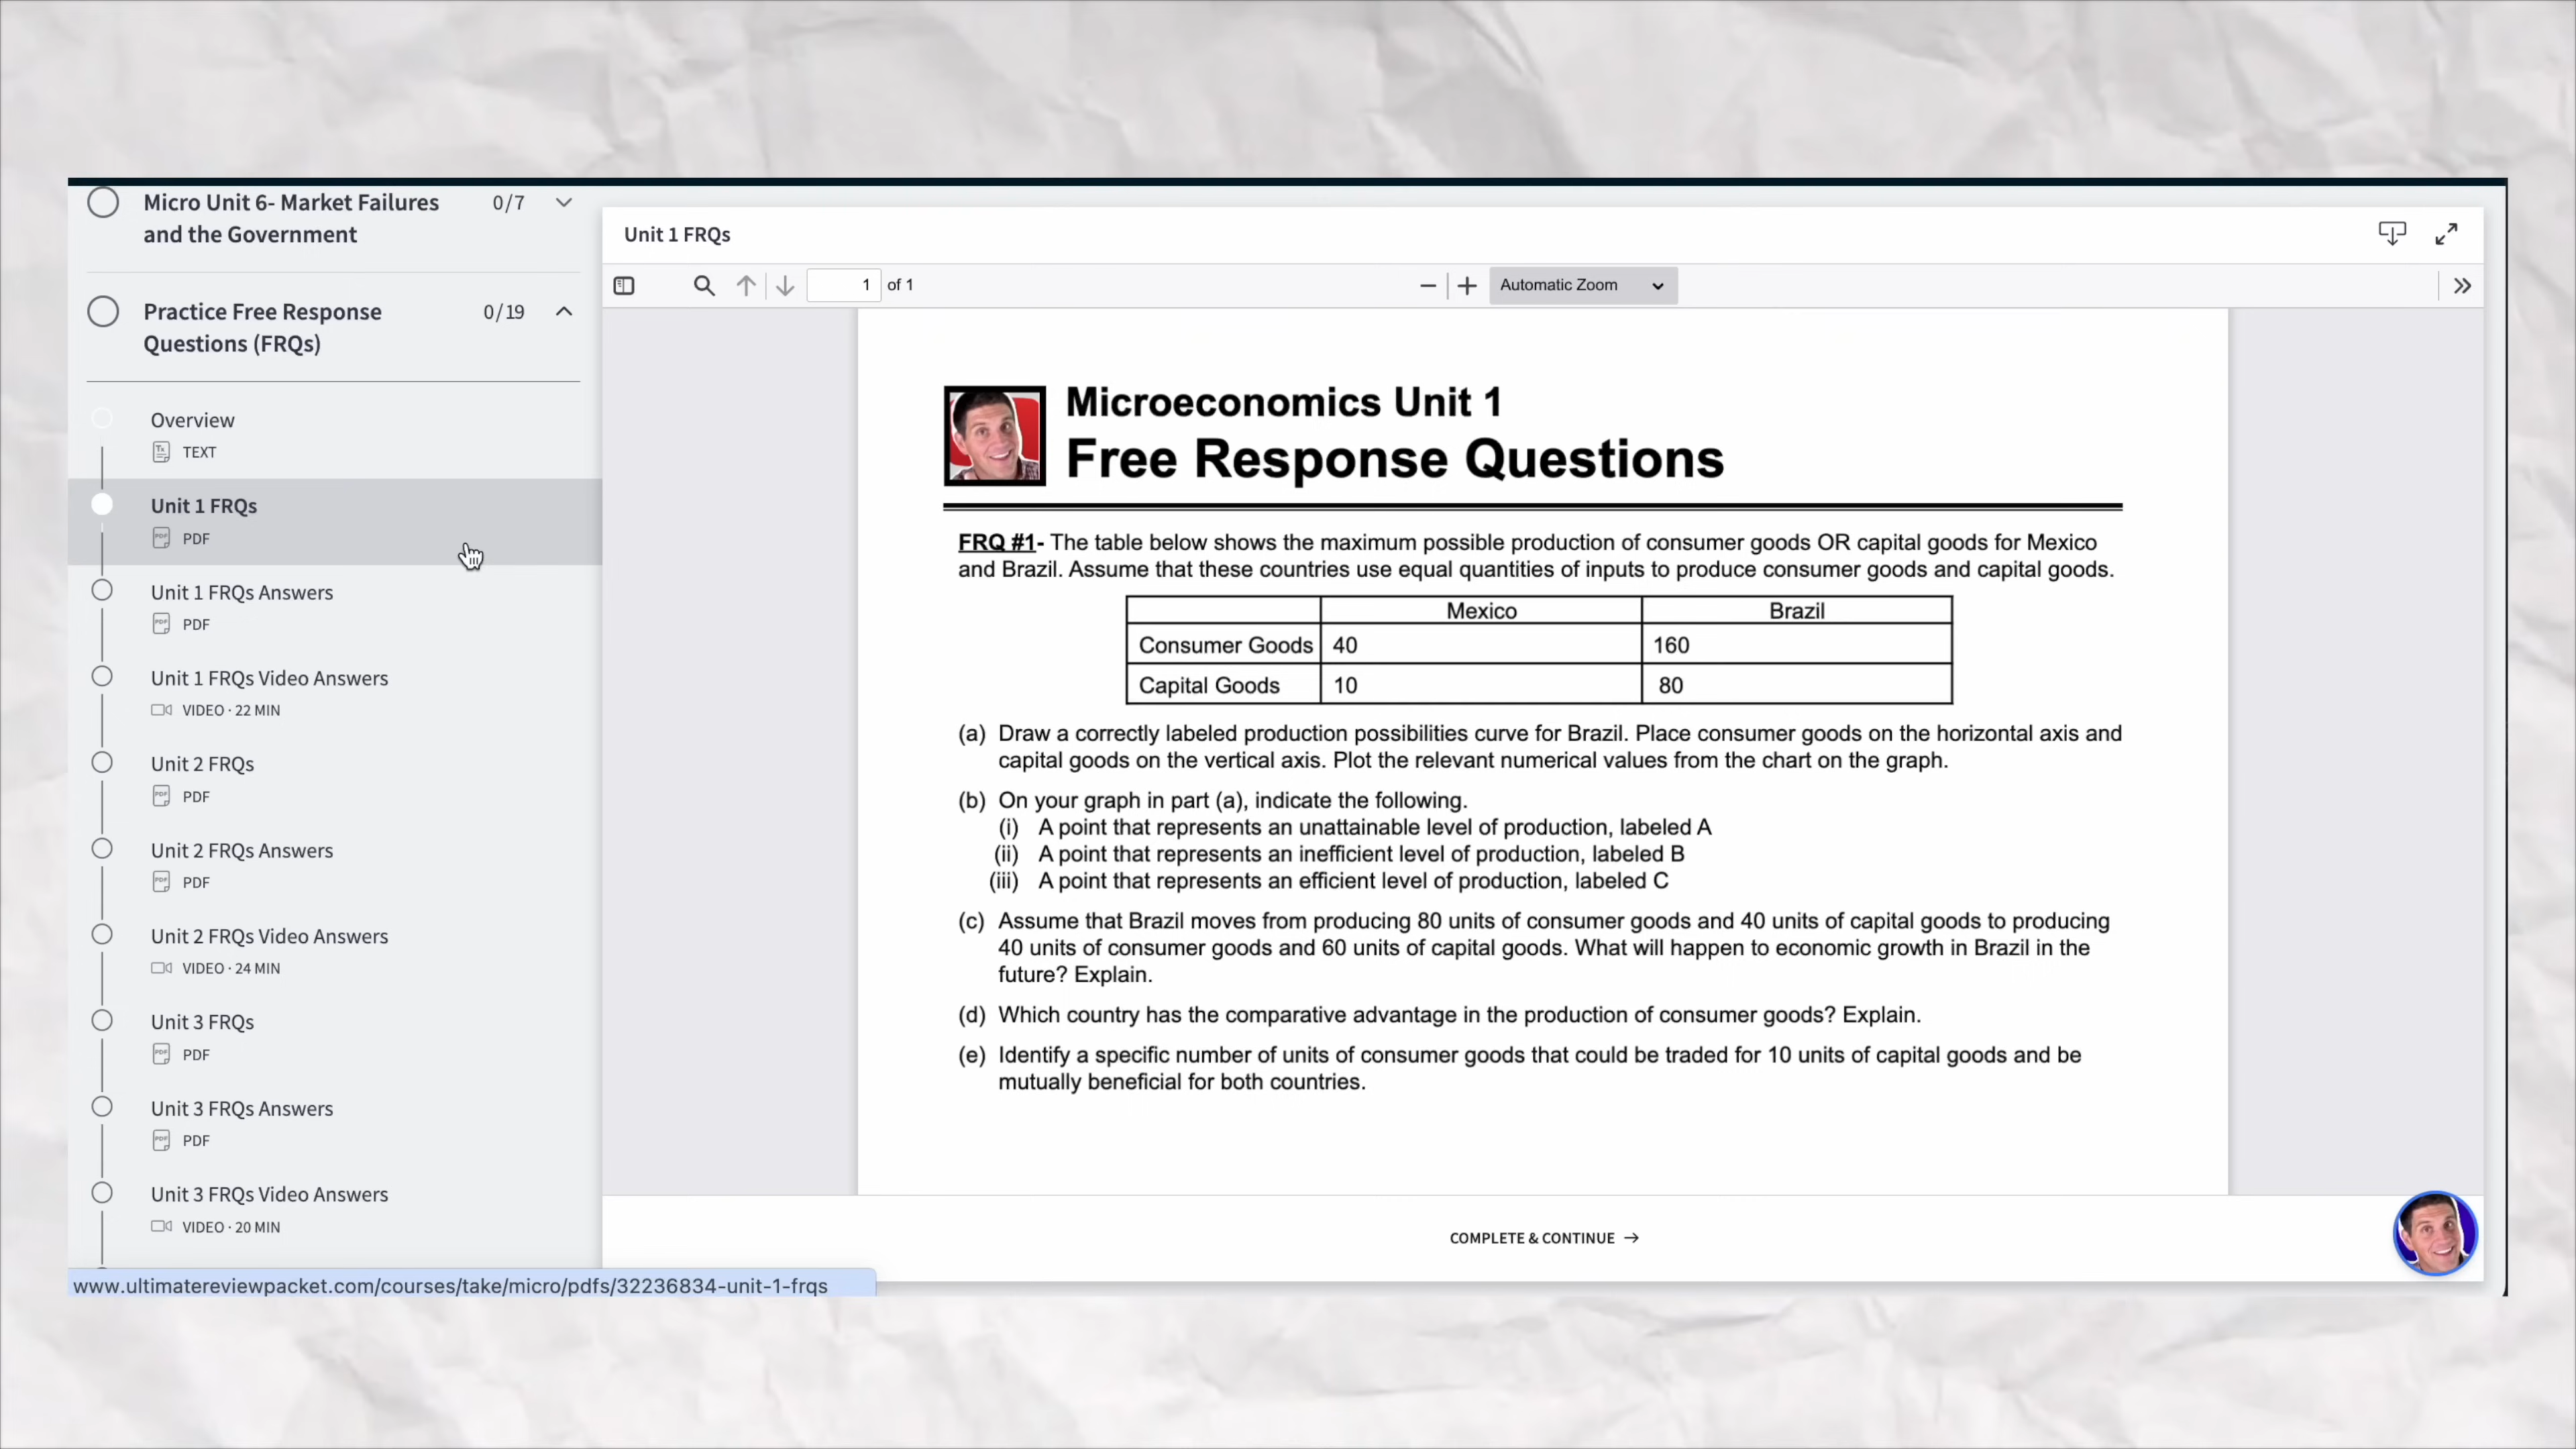 Micro Unit 6- Market Failures
and the Government
0/7
Practice Free Response
Questions (FRQs)
0/19
Overview
TEXT
Unit 1 FRQs
PDF
Unit 1 FRQs Answers
PDF
Unit 1 FRQs Video Answers
VIDEO · 22 MIN
Unit 2 FRQs
PDF
Unit 2 FRQs Answers
PDF
Unit 2 FRQs Video Answers
VIDEO · 24 MIN
Unit 3 FRQs
PDF
Unit 3 FRQs Answers
PDF
Unit 3 FRQs Video Answers
VIDEO · 20 MIN
www.ultimatereviewpacket.com/courses/take/micro/pdfs/32236834-unit-1-frqs
Unit 1 FRQs
1 of 1
Automatic Zoom
Microeconomics Unit 1
Free Response Questions
FRQ #1- The table below shows the maximum possible production of consumer goods OR capital goods for Mexico
and Brazil. Assume that these countries use equal quantities of inputs to produce consumer goods and capital goods.
Mexico Brazil
Consumer Goods 40 160
Capital Goods 10 80
(a) Draw a correctly labeled production possibilities curve for Brazil. Place consumer goods on the horizontal axis and
capital goods on the vertical axis. Plot the relevant numerical values from the chart on the graph.
(b) On your graph in part (a), indicate the following.
(i) A point that represents an unattainable level of production, labeled A
(ii) A point that represents an inefficient level of production, labeled B
(iii) A point that represents an efficient level of production, labeled C
(c) Assume that Brazil moves from producing 80 units of consumer goods and 40 units of capital goods to producing
40 units of consumer goods and 60 units of capital goods. What will happen to economic growth in Brazil in the
future? Explain.
(d) Which country has the comparative advantage in the production of consumer goods? Explain.
(e) Identify a specific number of units of consumer goods that could be traded for 10 units of capital goods and be
mutually beneficial for both countries.
COMPLETE & CONTINUE →